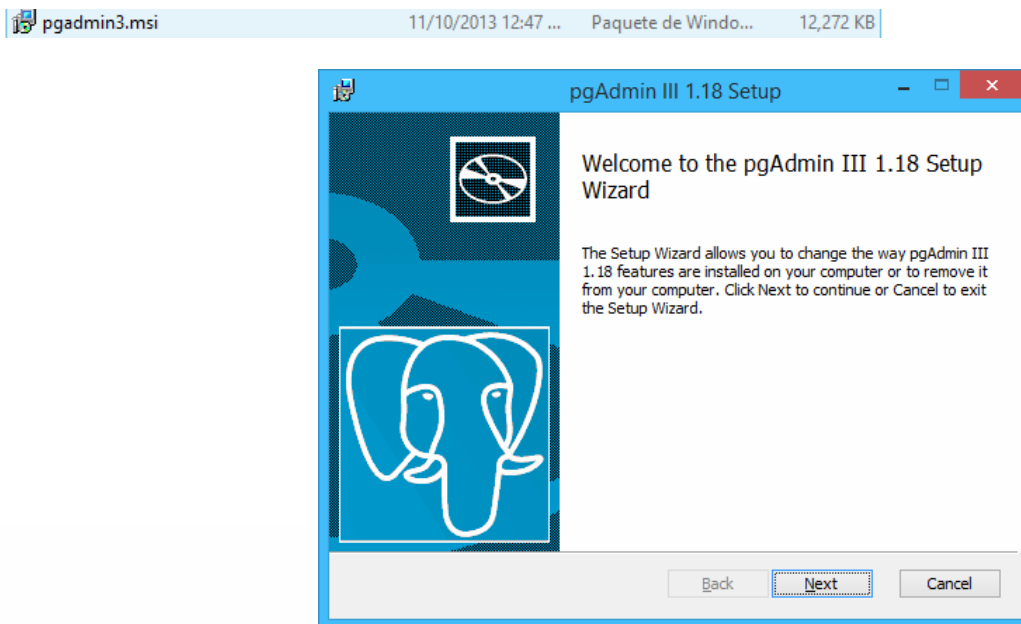 pgadmin3.msi 11/10/2013 12:47 ... Paquete de Windo... 12,272 KB
pgAdmin III 1.18 Setup
Welcome to the pgAdmin III 1.18 Setup
Wizard
The Setup Wizard allows you to change the way pgAdmin III
1.18 features are installed on your computer or to remove it
from your computer. Click Next to continue or Cancel to exit
the Setup Wizard.
Back Next Cancel